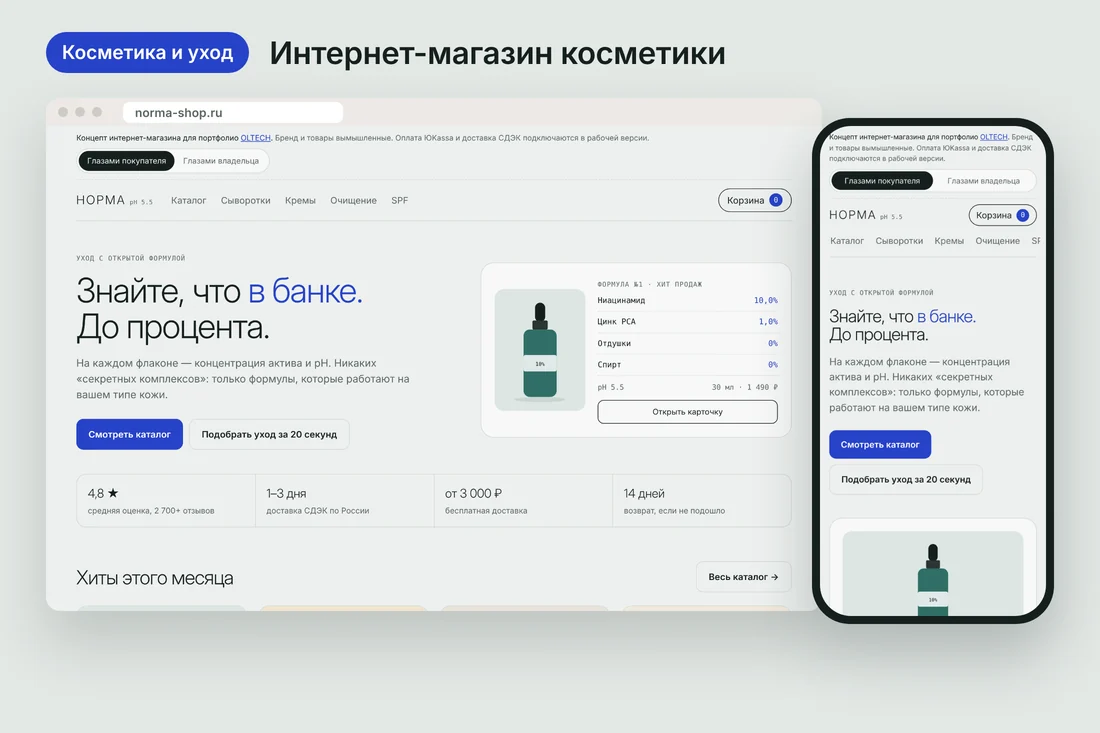 Косметика и уход
Интернет-магазин косметики
norma-shop.ru
Концепт интернет-магазина для портфолио OLTECH. Бренд и товары вымышленные. Оплата ЮKassa и доставка СДЭК подключаются в рабочей версии.
Глазами покупателя
Глазами владельца
НОРМА pH 5.5
Каталог
Сыворотки
Кремы
Очищение
SPF
Корзина 0
УХОД С ОТКРЫТОЙ ФОРМУЛОЙ
Знайте, что в банке.
До процента.
На каждом флаконе — концентрация актива и pH. Никаких
«секретных комплексов»: только формулы, которые работают на
вашем типе кожи.
Смотреть каталог
Подобрать уход за 20 секунд
10%
ФОРМУЛА №1 · ХИТ ПРОДАЖ
Ниацинамид 10,0%
Цинк PCA 1,0%
Отдушки 0%
Спирт 0%
pH 5.5 30 мл · 1 490 ₽
Открыть карточку
4,8 ★
средняя оценка, 2 700+ отзывов
1–3 дня
доставка СДЭК по России
от 3 000 ₽
бесплатная доставка
14 дней
возврат, если не подошло
Хиты этого месяца
Весь каталог →
Концепт интернет-магазина для портфолио OLTECH. Бренд
и товары вымышленные. Оплата ЮKassa и доставка СДЭК
подключаются в рабочей версии.
Глазами покупателя
Глазами владельца
НОРМА pH 5.5
Корзина 0
Каталог
Сыворотки
Кремы
Очищение
SF
УХОД С ОТКРЫТОЙ ФОРМУЛОЙ
Знайте, что в банке.
До процента.
На каждом флаконе — концентрация
актива и pH. Никаких «секретных
комплексов»: только формулы, которые
работают на вашем типе кожи.
Смотреть каталог
Подобрать уход за 20 секунд
10%